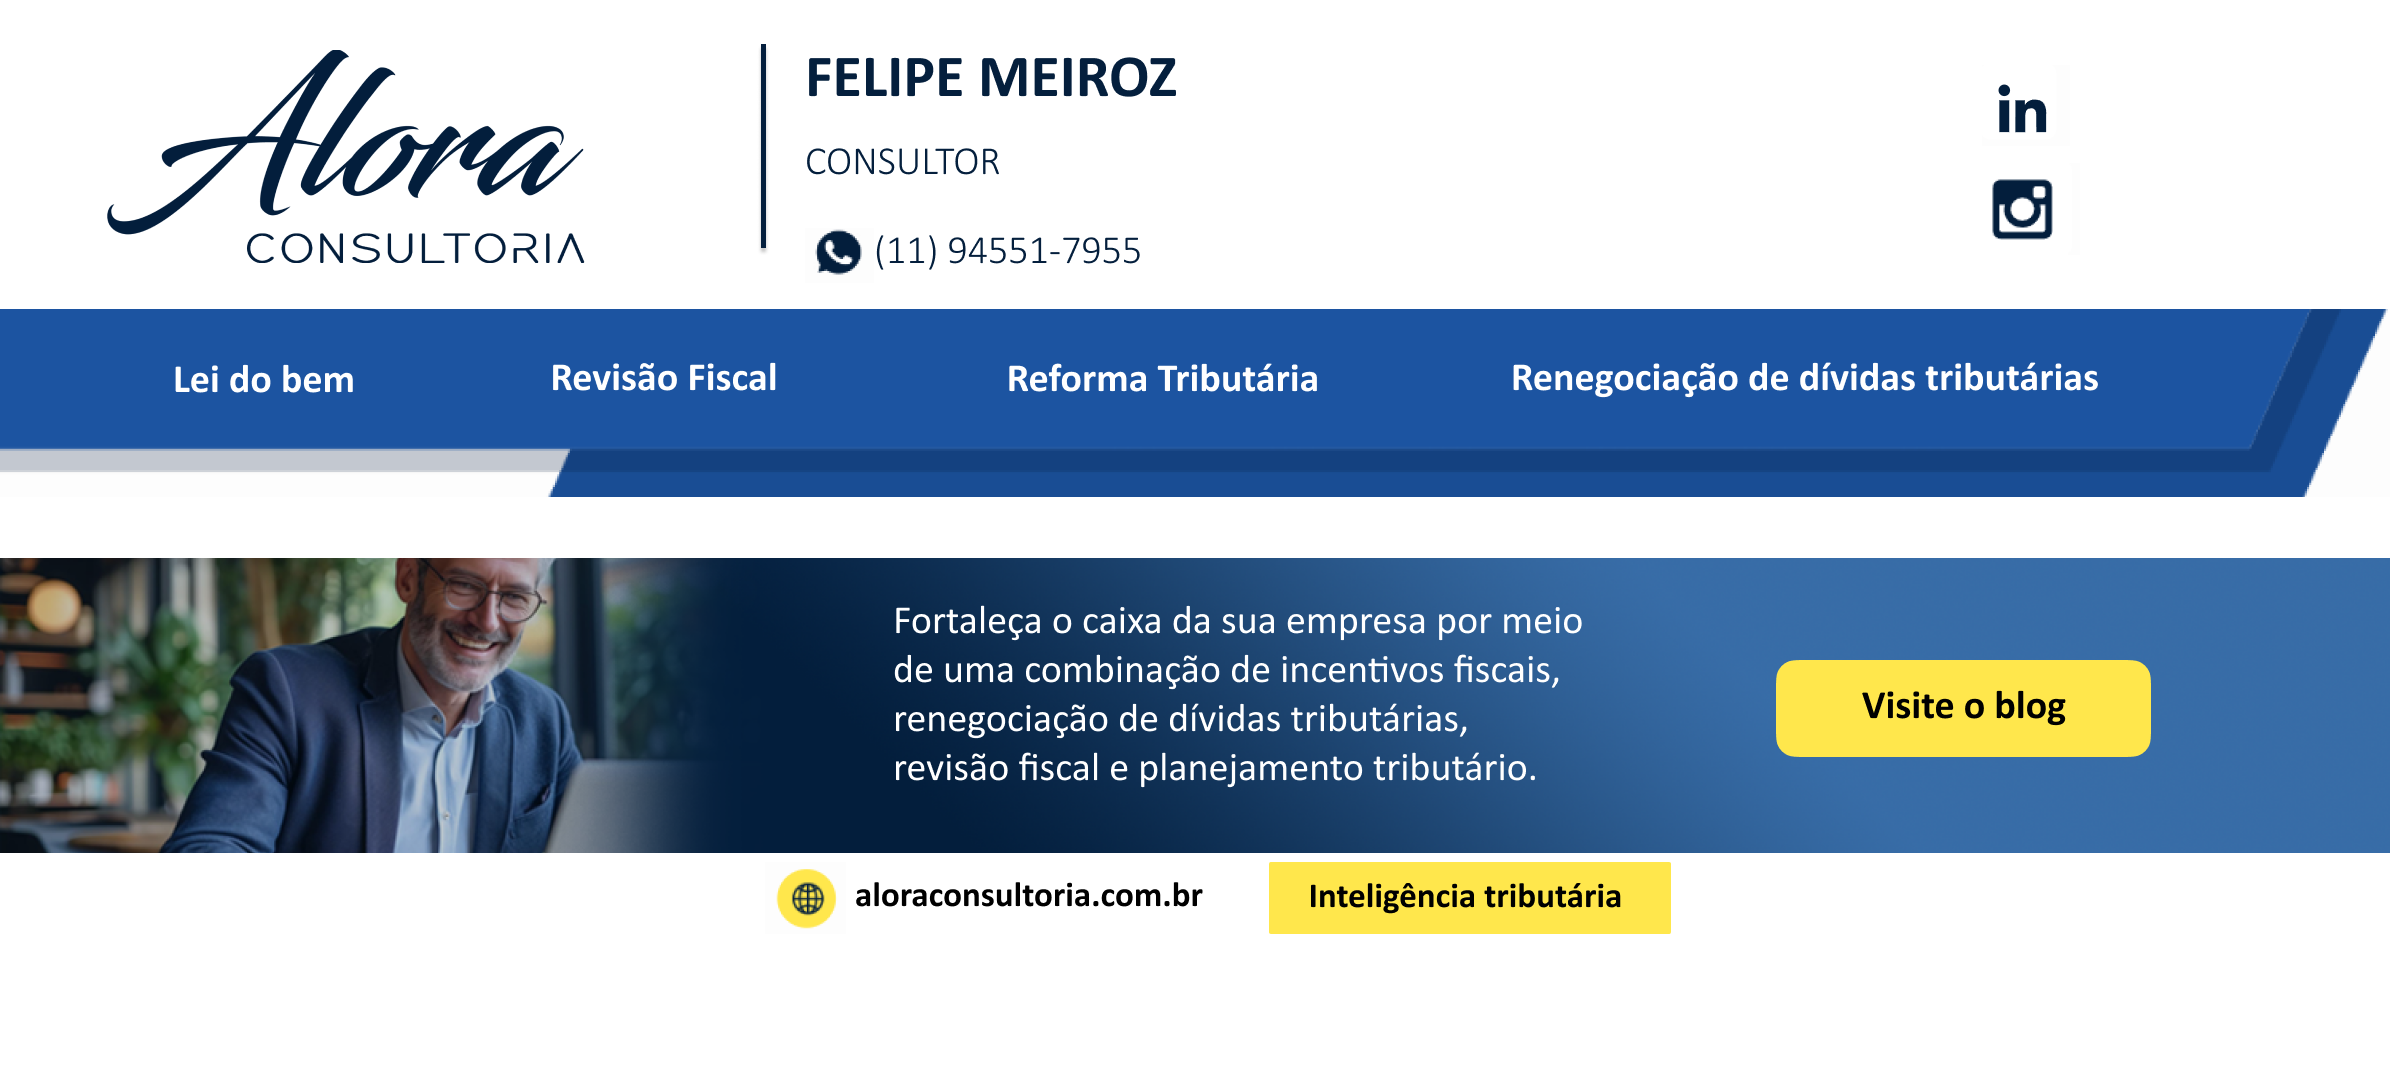 Alora
CONSULTORIA
FELIPE MEIROZ
CONSULTOR
(11) 94551-7955
in
Lei do bem
Revisão Fiscal
Reforma Tributária
Renegociação de dívidas tributárias
Fortaleça o caixa da sua empresa por meio
de uma combinação de incentivos fiscais,
renegociação de dívidas tributárias,
revisão fiscal e planejamento tributário.
Visite o blog
aloraconsultoria.com.br
Inteligência tributária